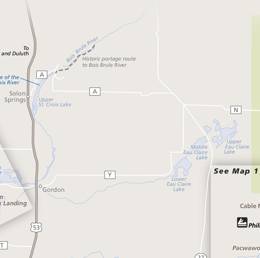 To
and Duluth
Bois Brule River
Historic portage route
to Bois Brule River
e of the
ois River
A
A
Solon
Springs
Upper
St. Croix Lake
N
Middle
Eau Claire
Lake
Upper
Eau Claire
Lake
See Map 1
Y
Lower
Eau Claire
Lake
Gordon
Landing
Cable
53
Phil
T
Pacwawo
27